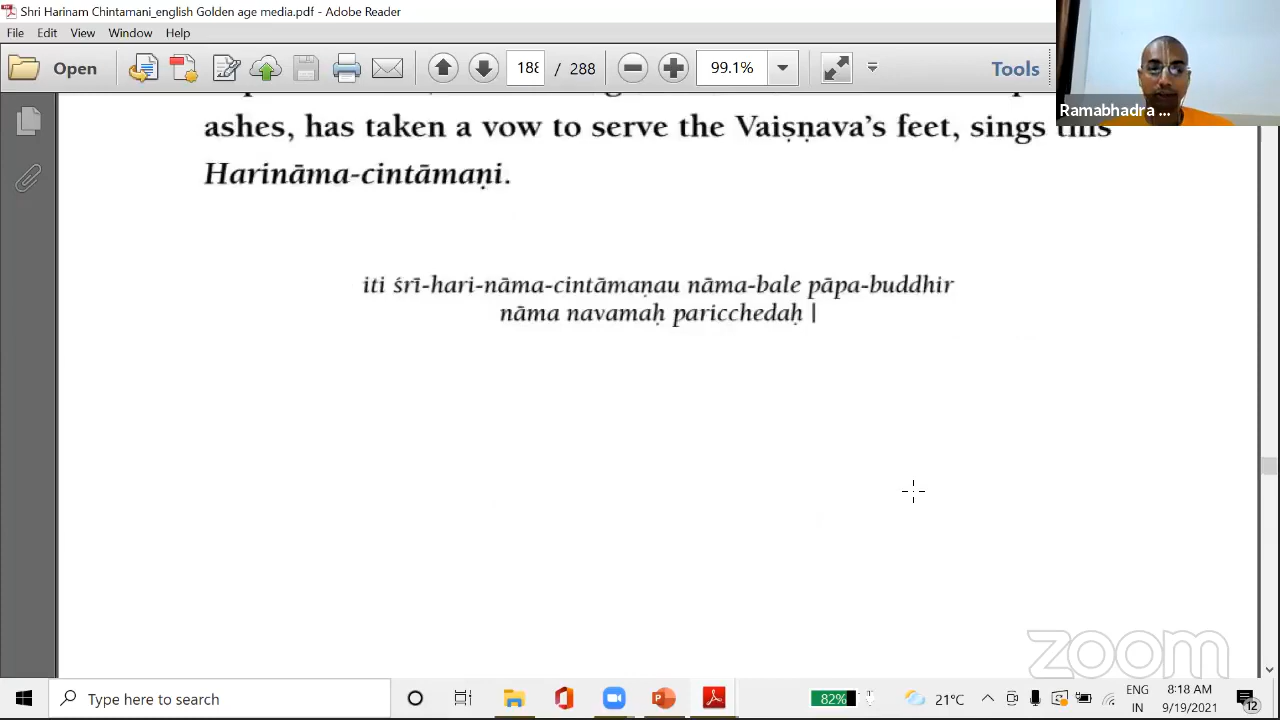 Shri Harinam Chintamani_english Golden age media.pdf - Adobe Reader
File Edit View Window Help
Open 188 / 288 99.1% Tools
Ramabhadra ...
ashes, has taken a vow to serve the Vaiṣṇava’s feet, sings this
Harināma-cintāmaṇi.
iti śrī-hari-nāma-cintāmaṇau nāma-bale pāpa-buddhir
nāma navamaḥ paricchedaḥ |
zoom
Type here to search
82%
21°C
ENG
IN
8:18 AM
9/19/2021
12